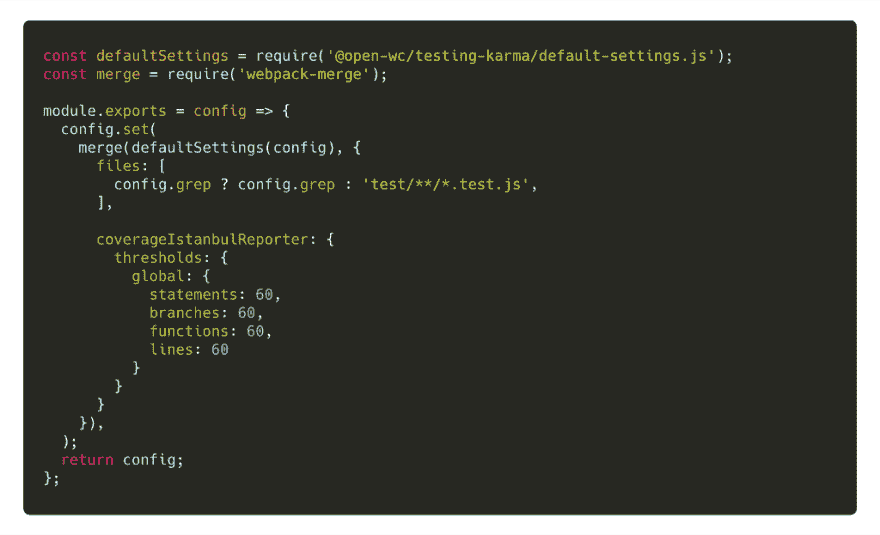 const defaultSettings = require('@open-wc/testing-karma/default-settings.js');
const merge = require('webpack-merge');

module.exports = config => {
  config.set(
    merge(defaultSettings(config), {
      files: [
        config.grep ? config.grep : 'test/**/*.test.js',
      ],

      coverageIstanbulReporter: {
        thresholds: {
          global: {
            statements: 60,
            branches: 60,
            functions: 60,
            lines: 60
          }
        }
      }
    }),
  );
  return config;
};